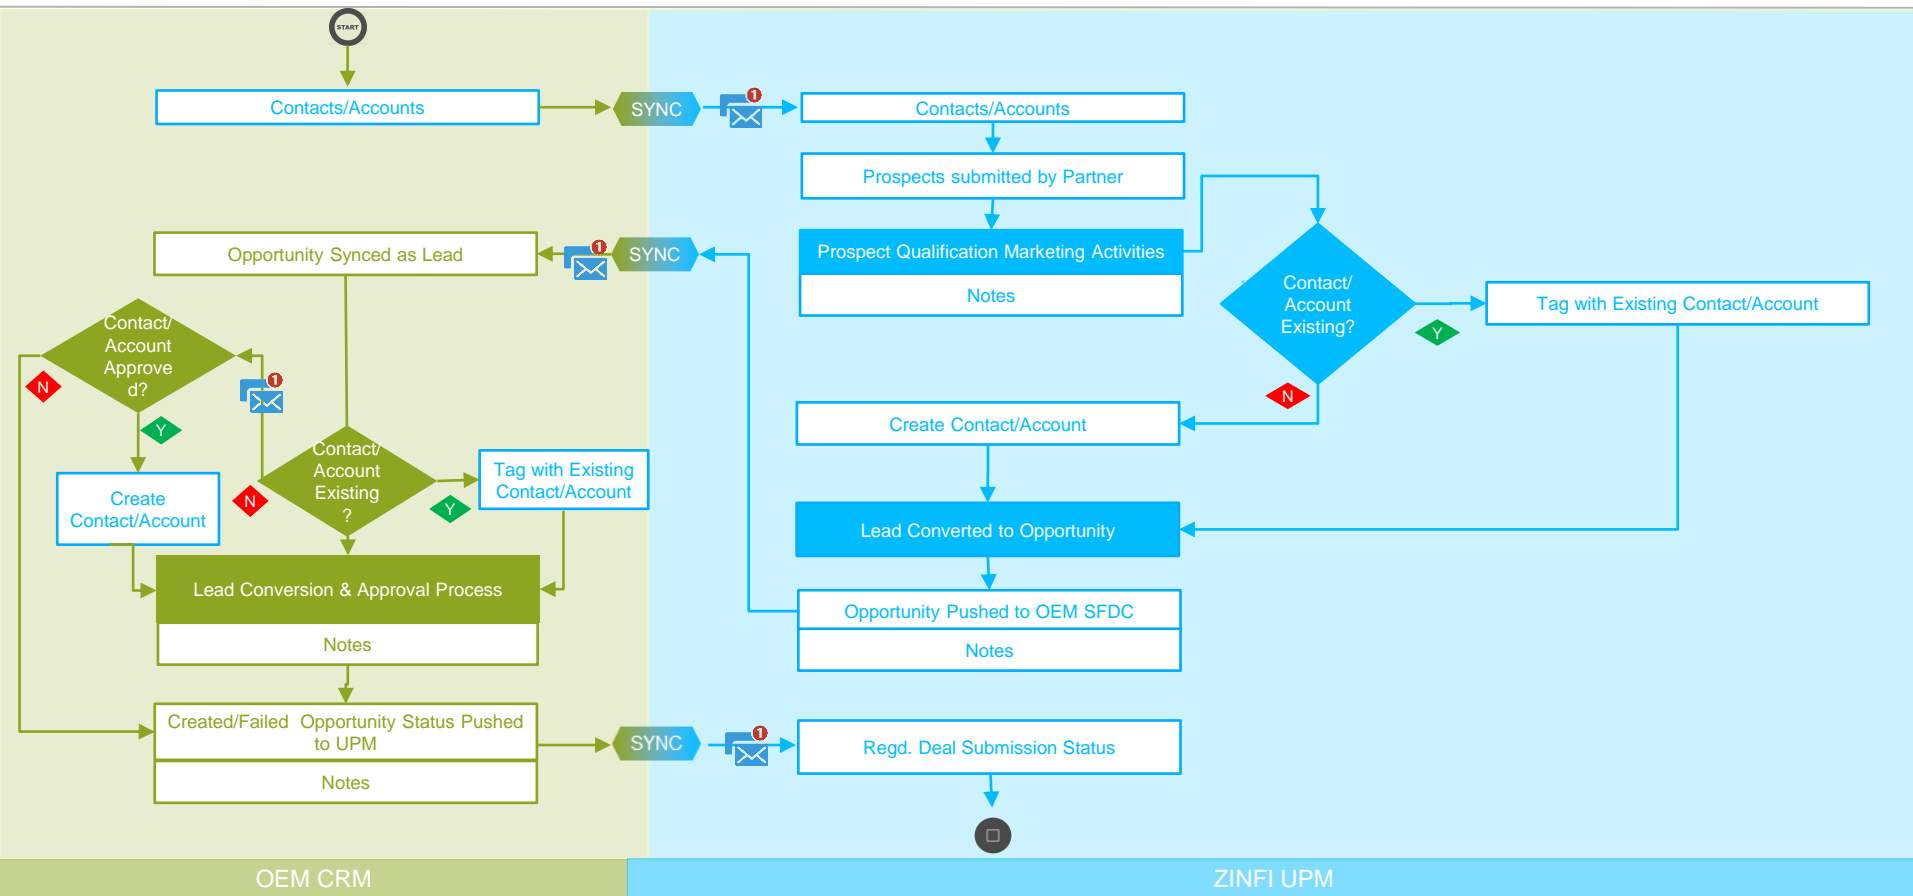 START
Contacts/Accounts
SYNC
1
Contacts/Accounts
Prospects submitted by Partner
Opportunity Synced as Lead
1
SYNC
Prospect Qualification Marketing Activities
Notes
Contact/
Account
Existing?
Tag with Existing Contact/Account
Y
N
Contact/
Account
Approve
d?
N
1
Y
Create Contact/Account
Contact/
Account
Existing
?
Tag with Existing
Contact/Account
Create
Contact/Account
N
Y
Lead Converted to Opportunity
Lead Conversion & Approval Process
Notes
Opportunity Pushed to OEM SFDC
Notes
Created/Failed  Opportunity Status Pushed
to UPM
Notes
SYNC
1
Regd. Deal Submission Status
OEM CRM
ZINFI UPM